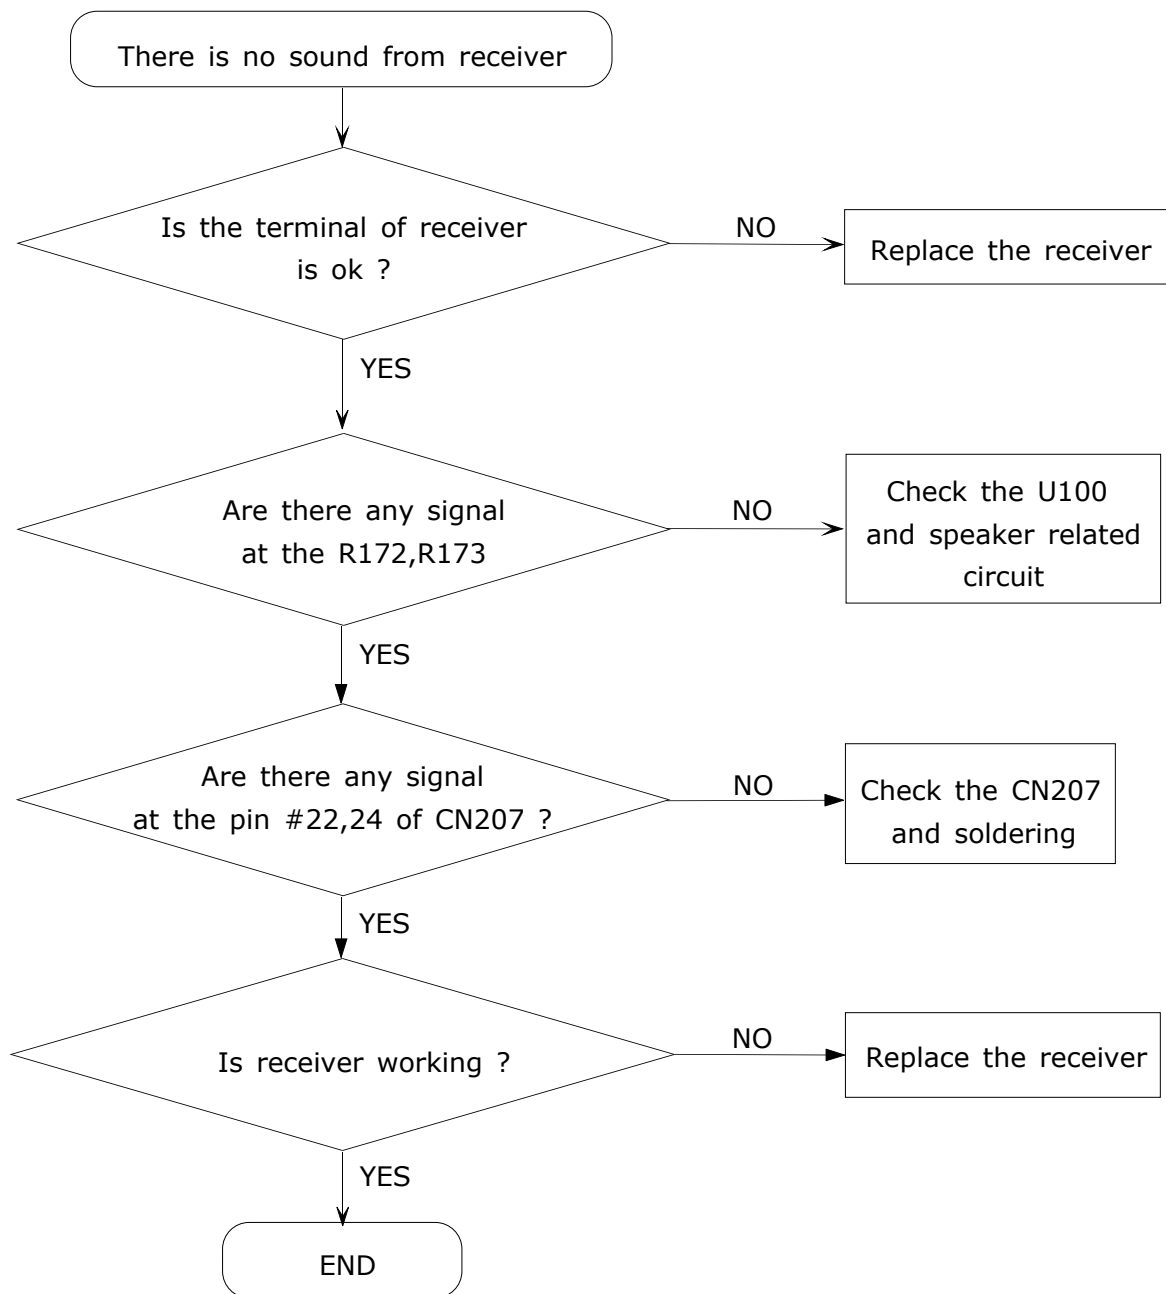 There is no sound from receiver
Is the terminal of receiver
is ok ?
NO
Replace the receiver
YES
Are there any signal
at the R172,R173
NO
Check the U100
and speaker related
circuit
YES
Are there any signal
at the pin #22,24 of CN207 ?
NO
Check the CN207
and soldering
YES
Is receiver working ?
NO
Replace the receiver
YES
END